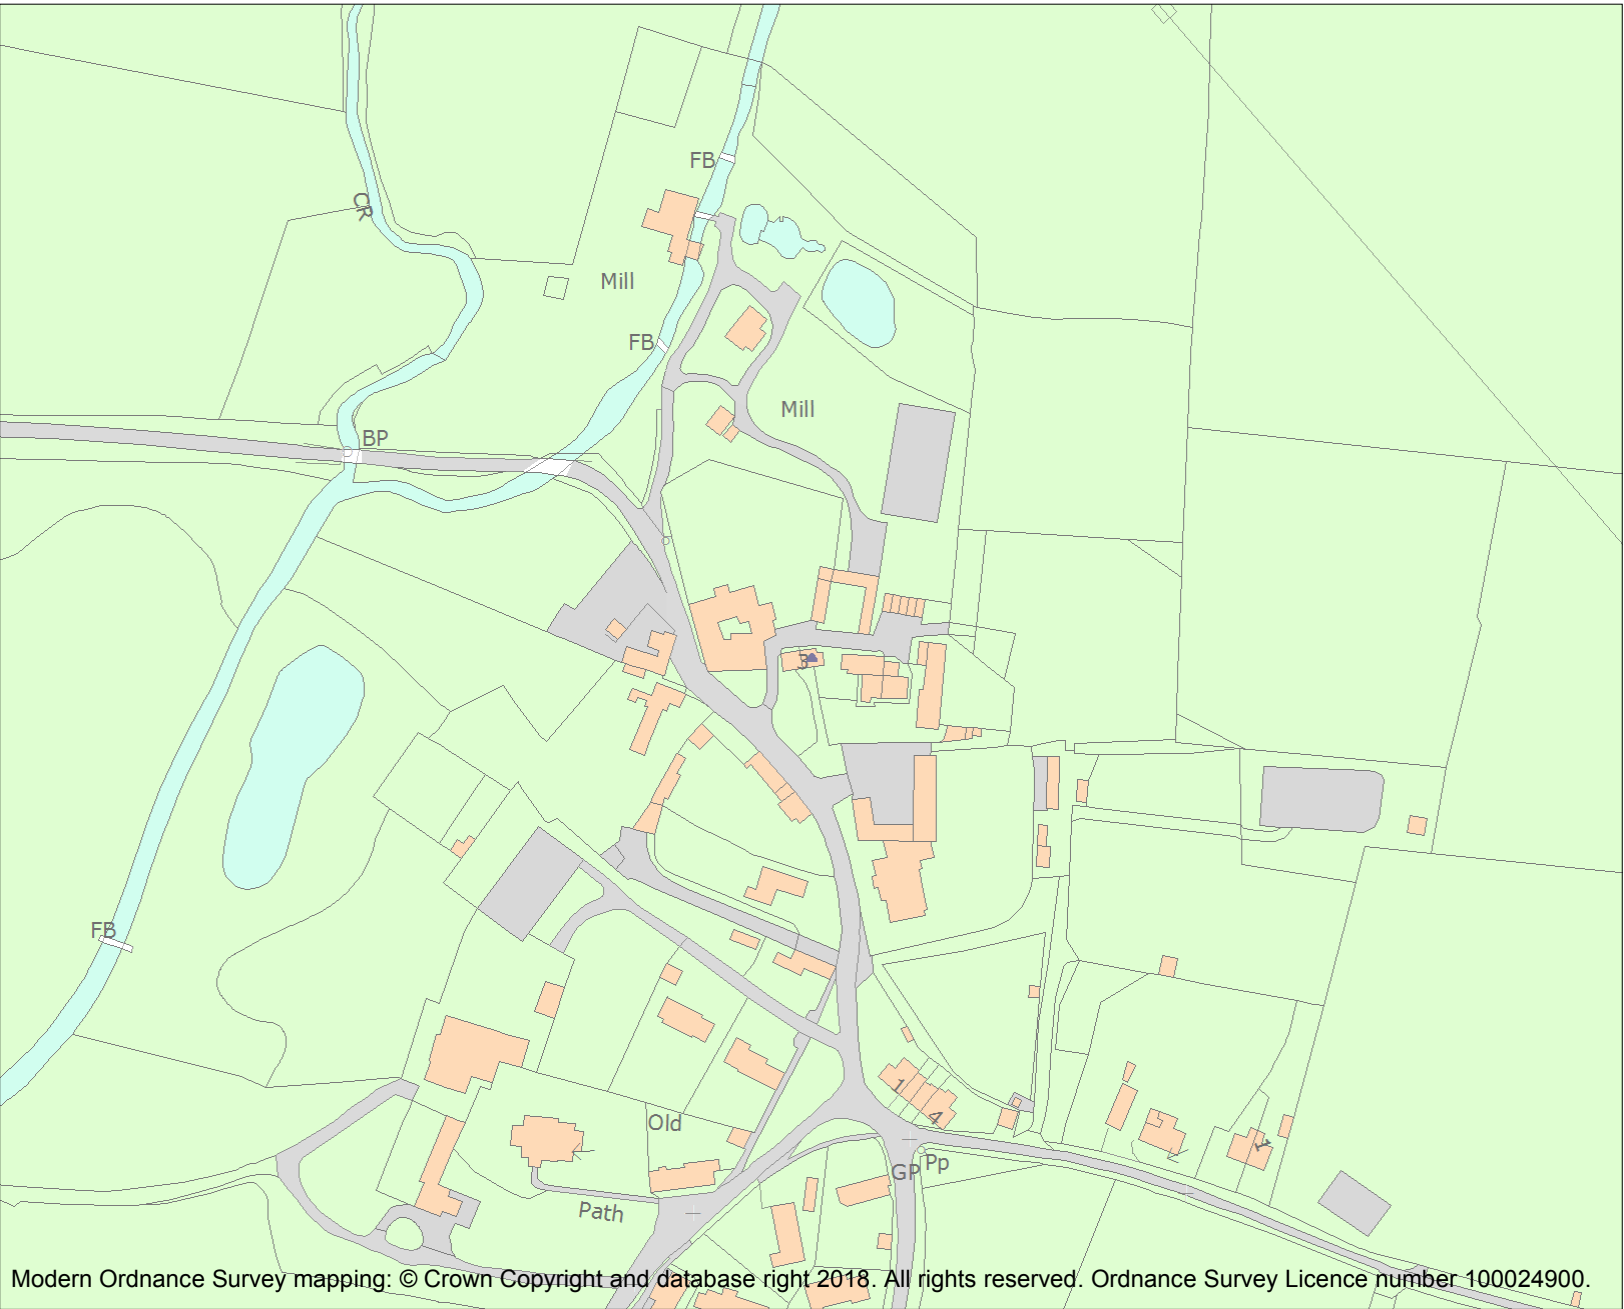 FB
CR
Mill
FB
Mill
BP
3
FB
1
4
Old
Pp
GP
1
Path
Modern Ordnance Survey mapping: © Crown Copyright and database right 2018. All rights reserved. Ordnance Survey Licence number 100024900.